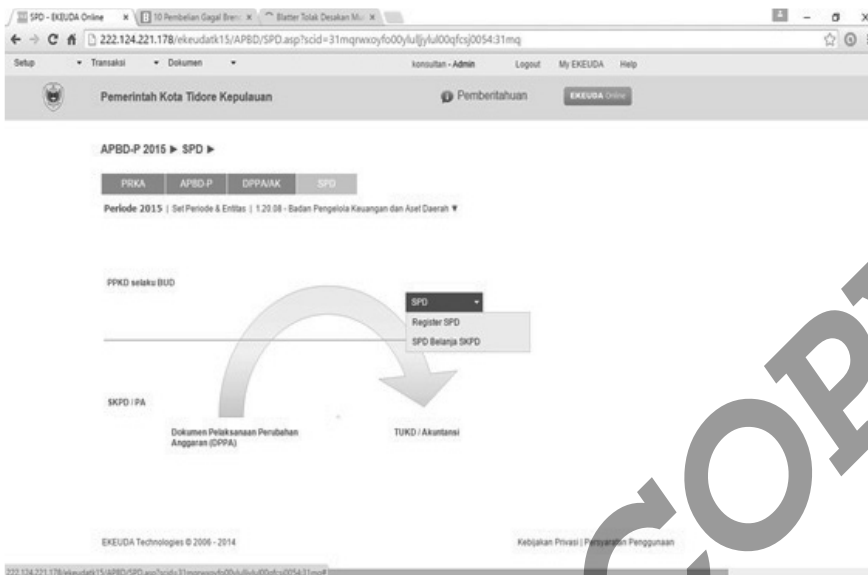 SPD - EKEUDA Online
10 Pembelian Gagal Bren
Blatter Tolak Desakan Mu
222.124.221.178/ekeudatk15/APBD/SPD.asp?scid=
Setup Transaksi Dokumen konsultan - Admin Logout My EKEUDA Help
Pemerintah Kota Tidore Kepulauan Pemberitahuan EKEUDA Online
APBD-P 2015 ▶ SPD ▶
PRKA APBD-P DPPA/AK SPD
Periode 2015 | Set Periode & Entitas | 1.20.08 - Badan Pengelola Keuangan dan Aset Daerah ▼
PPKD selaku BUD
SPD
Register SPD
SPD Belanja SKPD
SKPD / PA
Dokumen Pelaksanaan Perubahan
Anggaran (DPPA)
TUKD / Akuntansi
EKEUDA Technologies © 2006 - 2014 Kebijakan Privasi | Persyaratan Penggunaan
COPY